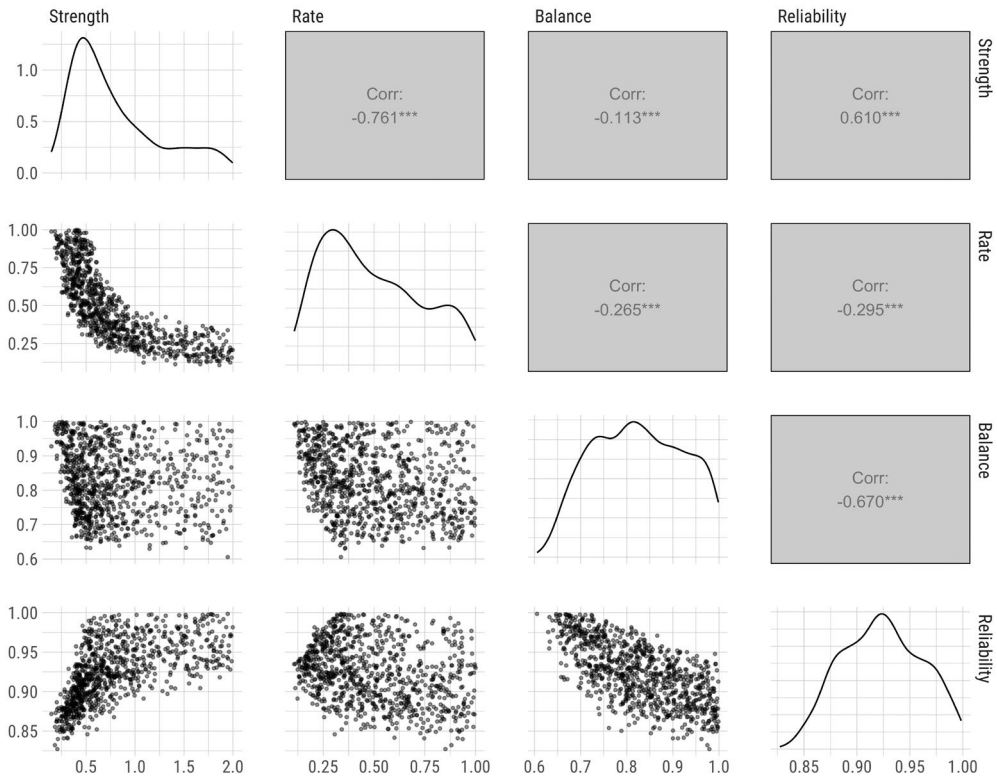 Strength Rate Balance Reliability
1.0
0.5
0.0
Corr:
-0.761***
Corr:
-0.113***
Corr:
0.610***
Strength
1.00
0.75
0.50
0.25
Corr:
-0.265***
Corr:
-0.295***
Rate
1.0
0.9
0.8
0.7
0.6
Corr:
-0.670***
Balance
1.00
0.95
0.90
0.85
Reliability
0.5 1.0 1.5 2.0 0.25 0.50 0.75 1.00 0.6 0.7 0.8 0.9 1.0 0.85 0.90 0.95 1.00